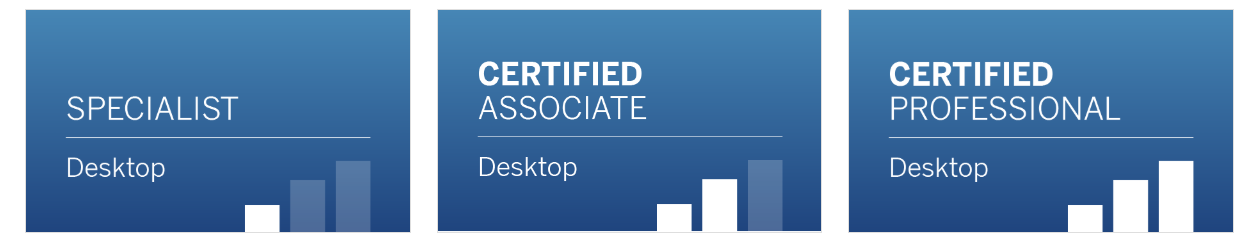 SPECIALIST
Desktop
CERTIFIED
ASSOCIATE
Desktop
CERTIFIED
PROFESSIONAL
Desktop